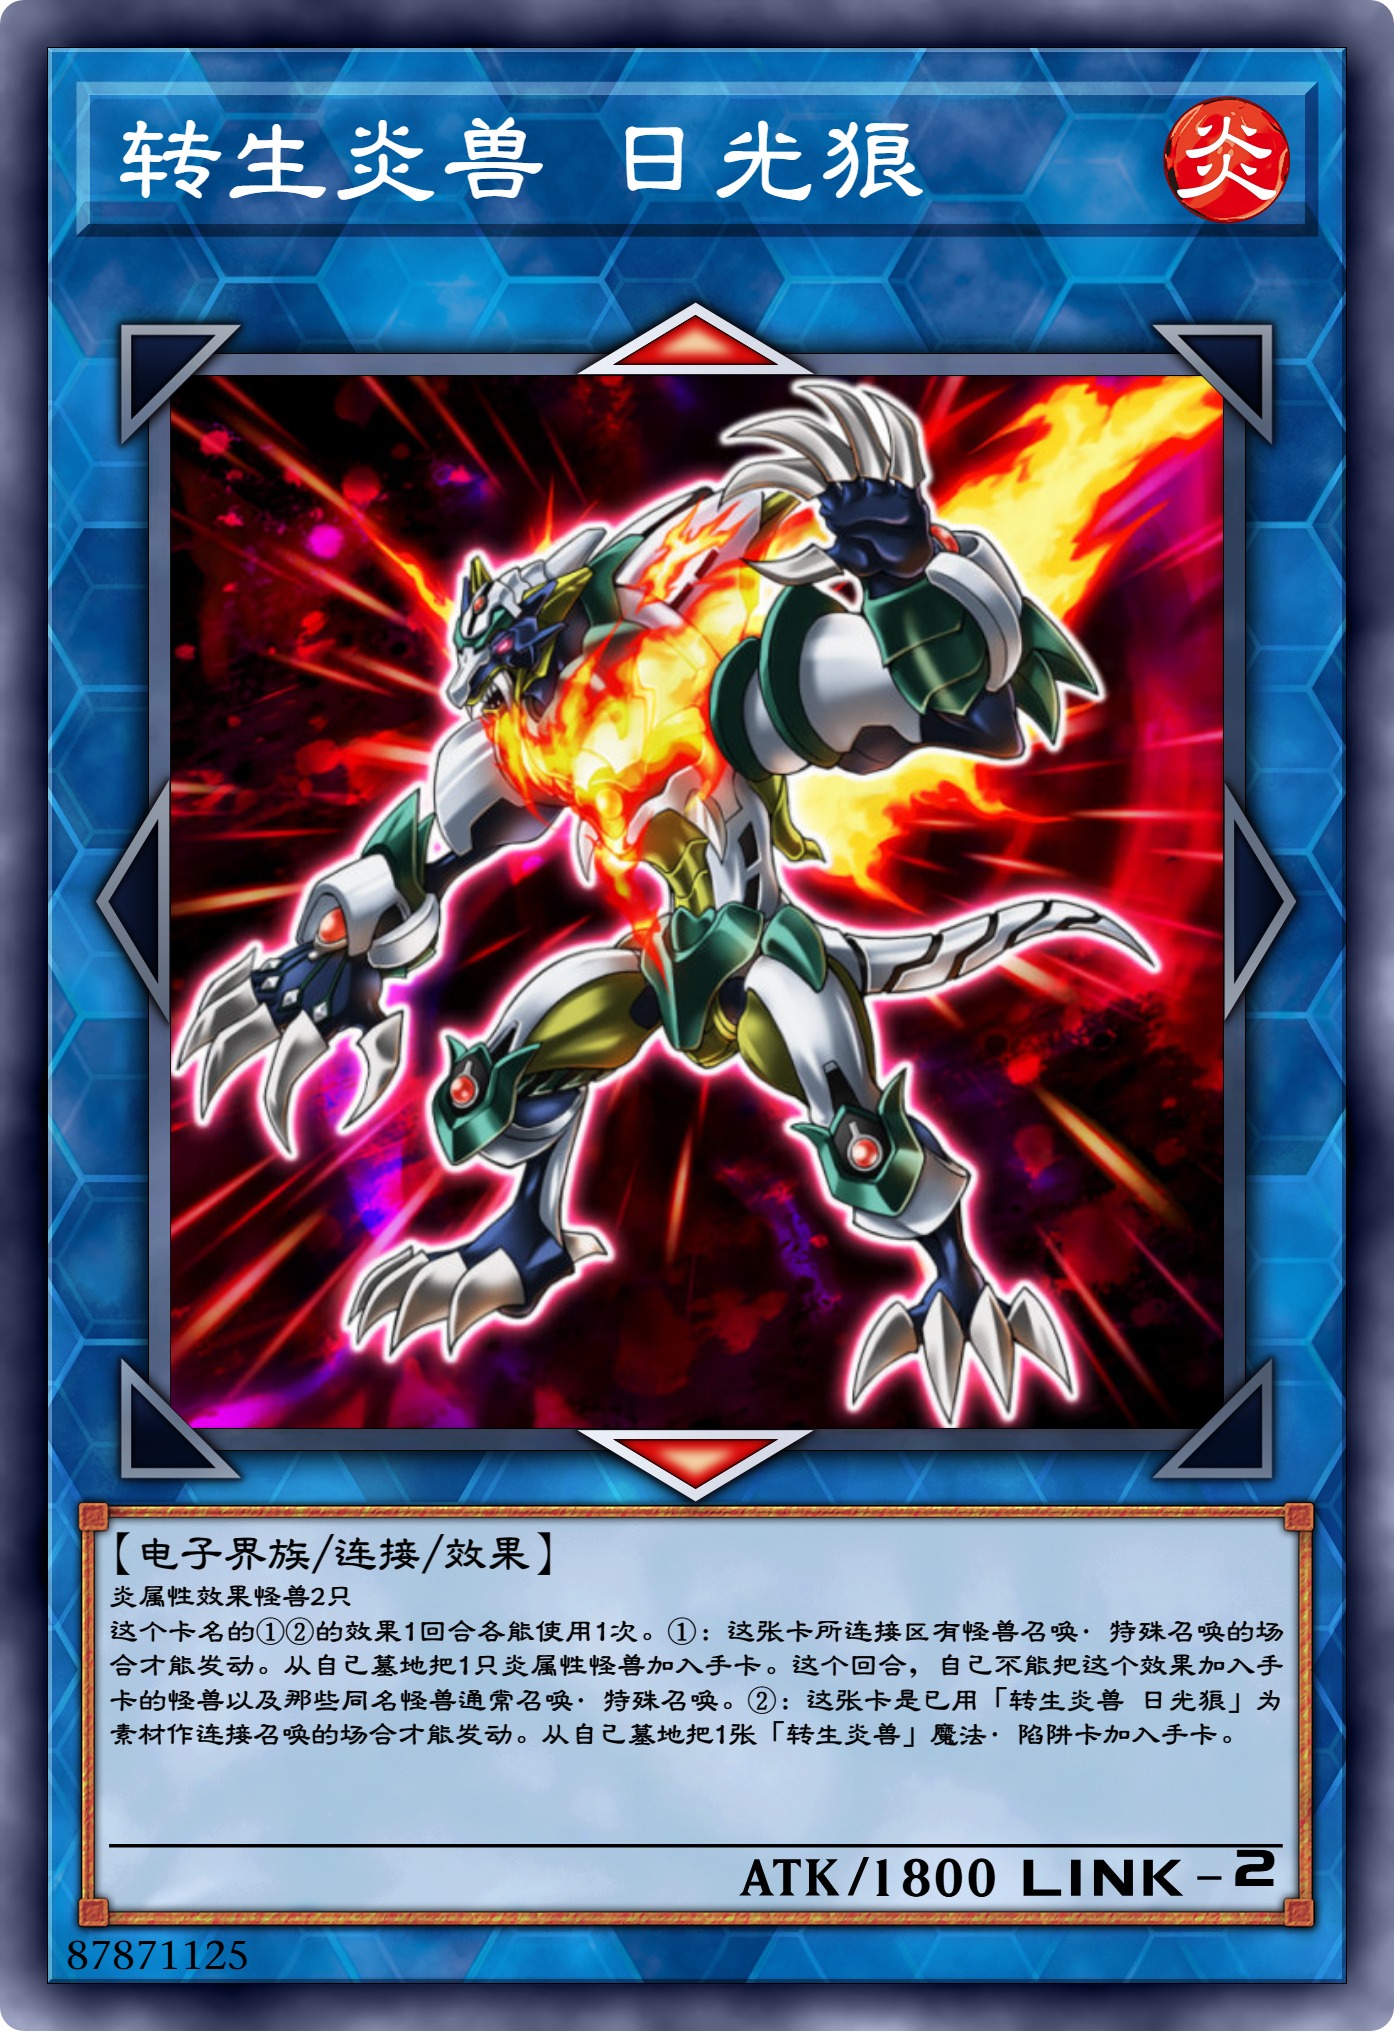 转生炎兽 日光狼
炎
【电子界族/连接/效果】
炎属性效果怪兽2只
这个卡名的①②的效果1回合各能使用1次。①：这张卡所连接区有怪兽召唤·特殊召唤的场
合才能发动。从自己墓地把1只炎属性怪兽加入手卡。这个回合，自己不能把这个效果加入手
卡的怪兽以及那些同名怪兽通常召唤·特殊召唤。②：这张卡是已用「转生炎兽 日光狼」为
素材作连接召唤的场合才能发动。从自己墓地把1张「转生炎兽」魔法·陷阱卡加入手卡。
ATK/1800 LINK-2
87871125